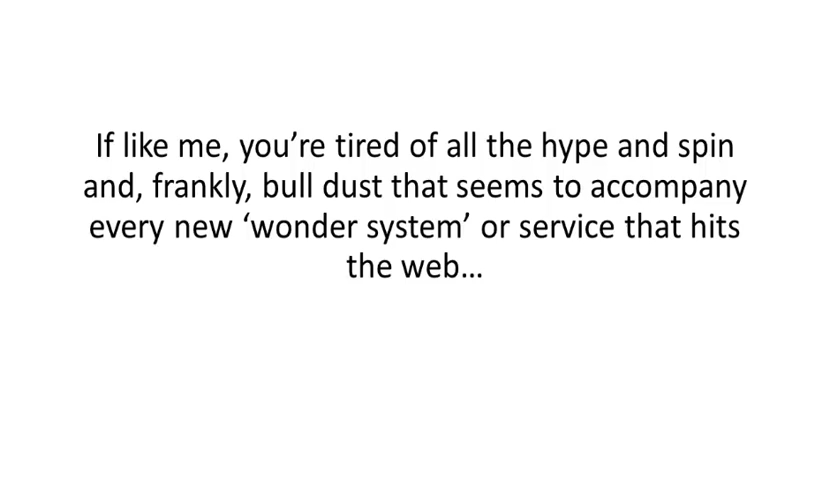 If like me, you’re tired of all the hype and spin
and, frankly, bull dust that seems to accompany
every new ‘wonder system’ or service that hits
the web…